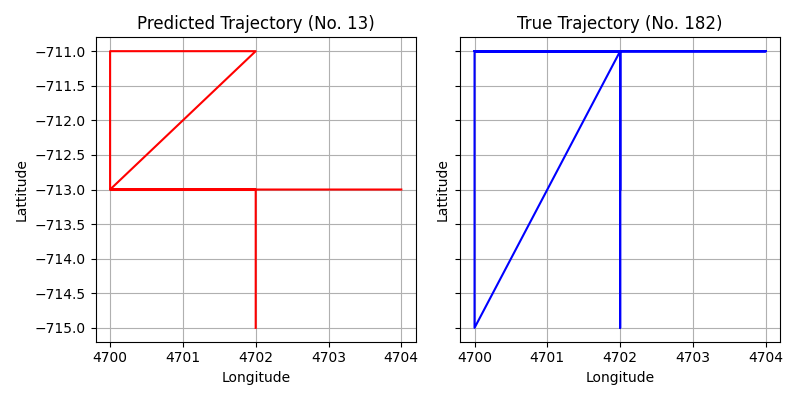 Predicted Trajectory (No. 13)
True Trajectory (No. 182)
Lattitude
−711.0
−711.5
−712.0
−712.5
−713.0
−713.5
−714.0
−714.5
−715.0
4700 4701 4702 4703 4704
Longitude
Lattitude
4700 4701 4702 4703 4704
Longitude